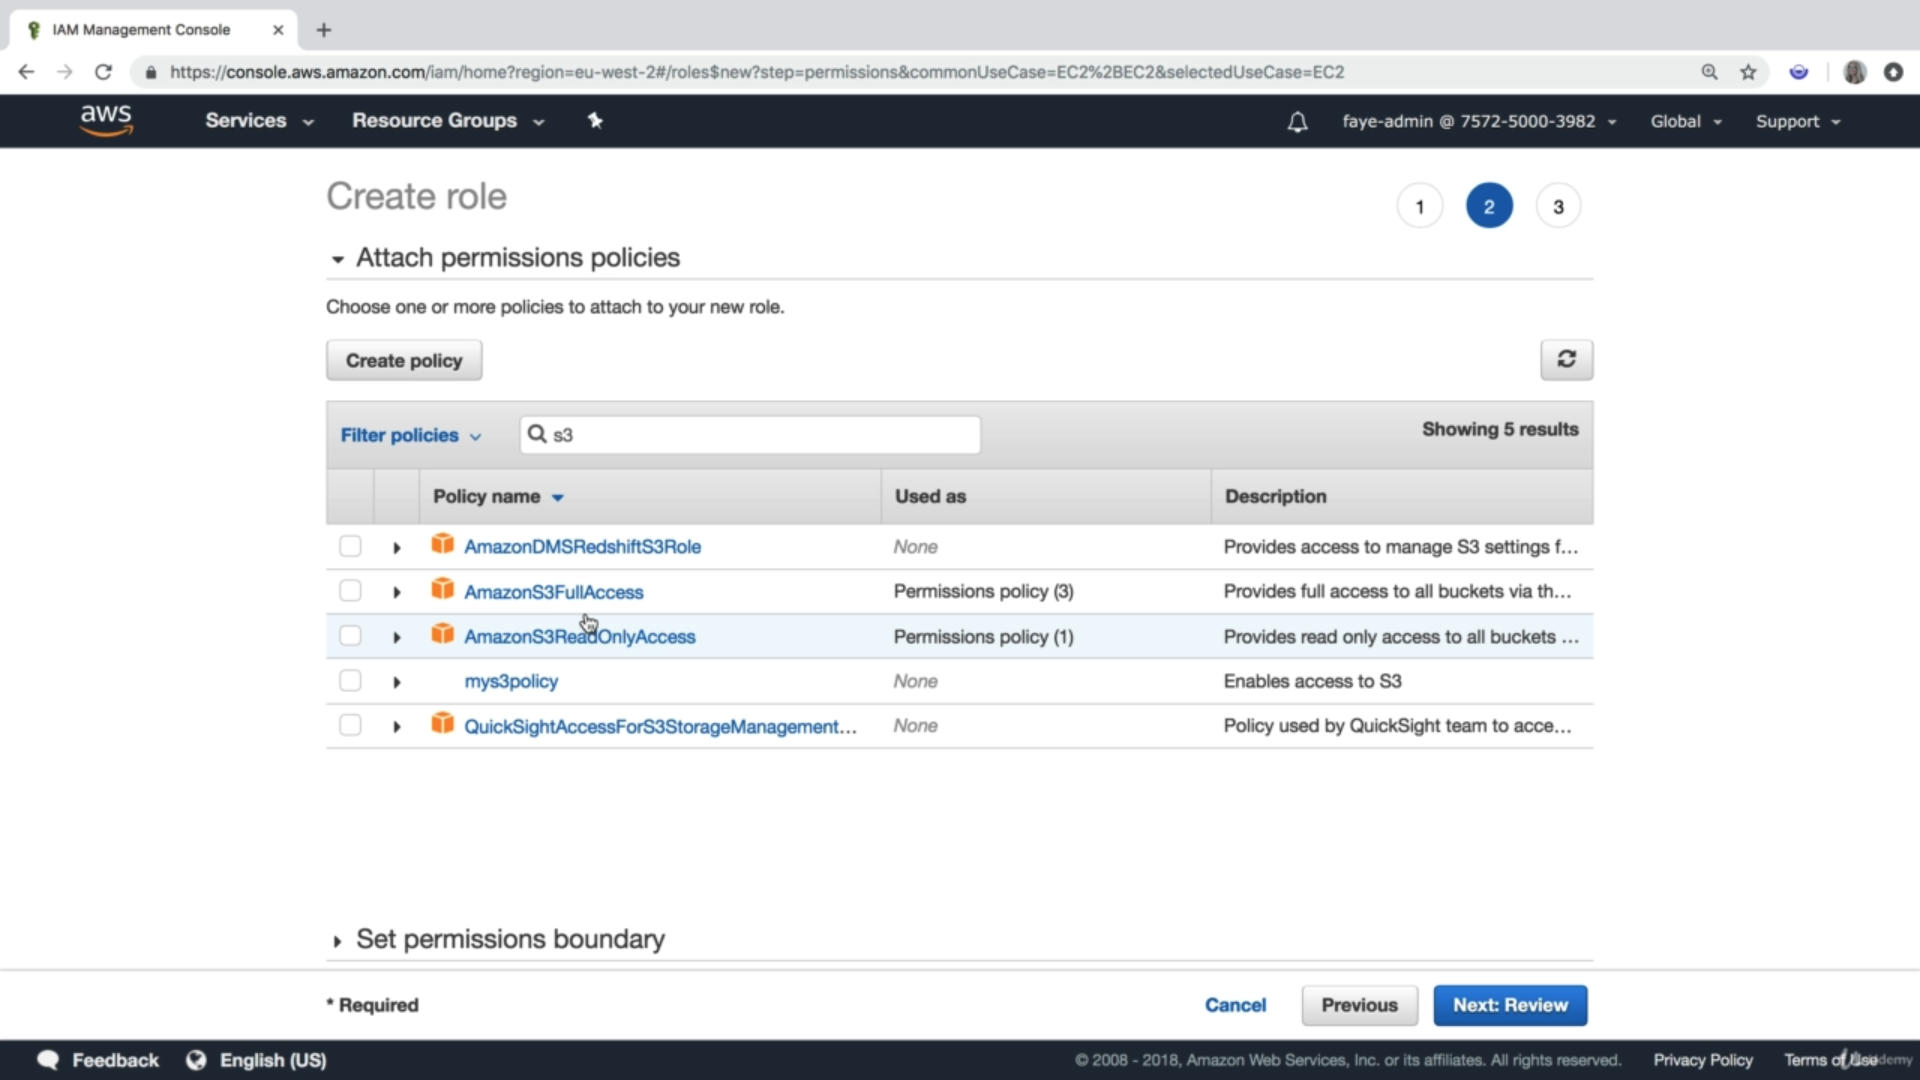 IAM Management Console
https://console.aws.amazon.com/iam/home?region=eu-west-2#/roles$new?step=permissions&commonUseCase=EC2%2BEC2&selectedUseCase=EC2
aws Services Resource Groups faye-admin @ 7572-5000-3982 Global Support
Create role 1 2 3
Attach permissions policies
Choose one or more policies to attach to your new role.
Create policy
Filter policies s3 Showing 5 results
Policy name Used as Description
AmazonDMSRedshiftS3Role None Provides access to manage S3 settings f...
AmazonS3FullAccess Permissions policy (3) Provides full access to all buckets via th...
AmazonS3ReadOnlyAccess Permissions policy (1) Provides read only access to all buckets ...
mys3policy None Enables access to S3
QuickSightAccessForS3StorageManagement... None Policy used by QuickSight team to acce...
Set permissions boundary
* Required Cancel Previous Next: Review
Feedback English (US) © 2008 - 2018, Amazon Web Services, Inc. or its affiliates. All rights reserved. Privacy Policy Terms of Use